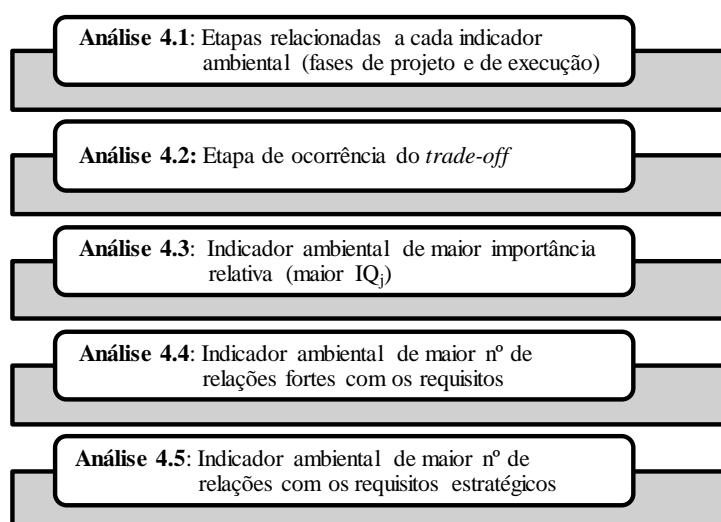 Análise 4.1: Etapas relacionadas a cada indicador
ambiental (fases de projeto e de execução)
Análise 4.2: Etapa de ocorrência do trade-off
Análise 4.3: Indicador ambiental de maior importância
relativa (maior IQj)
Análise 4.4: Indicador ambiental de maior nº de
relações fortes com os requisitos
Análise 4.5: Indicador ambiental de maior nº de
relações com os requisitos estratégicos